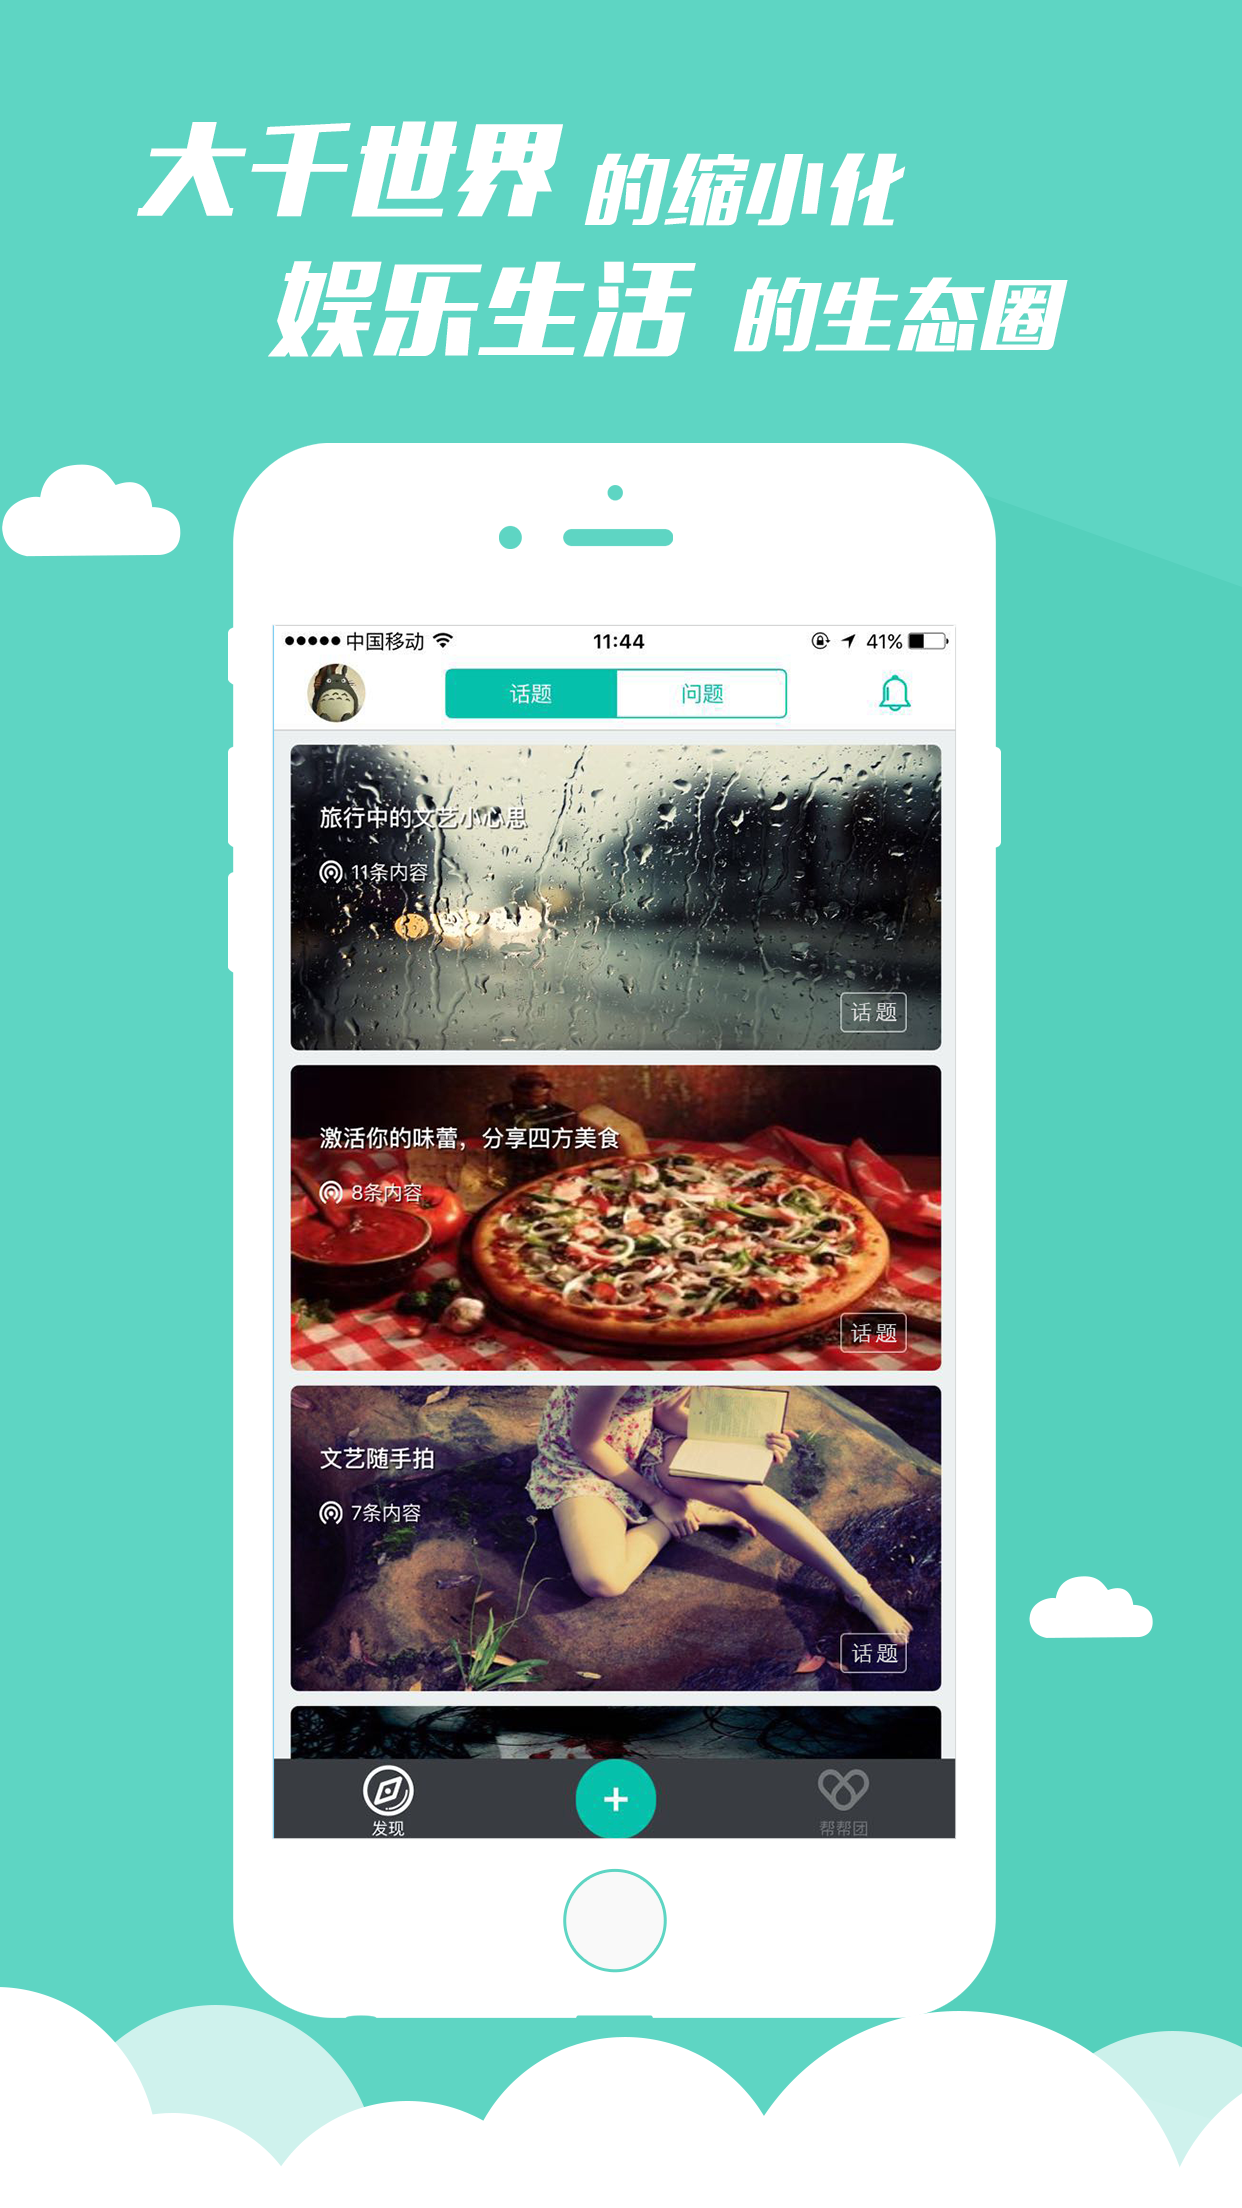 大千世界 的缩小化
娱乐生活 的生态圈
中国移动 11:44 41%
话题 问题
旅行中的文艺小心思
11条内容
话题
激活你的味蕾，分享四方美食
8条内容
话题
文艺随手拍
7条内容
话题
发现 + 帮帮团